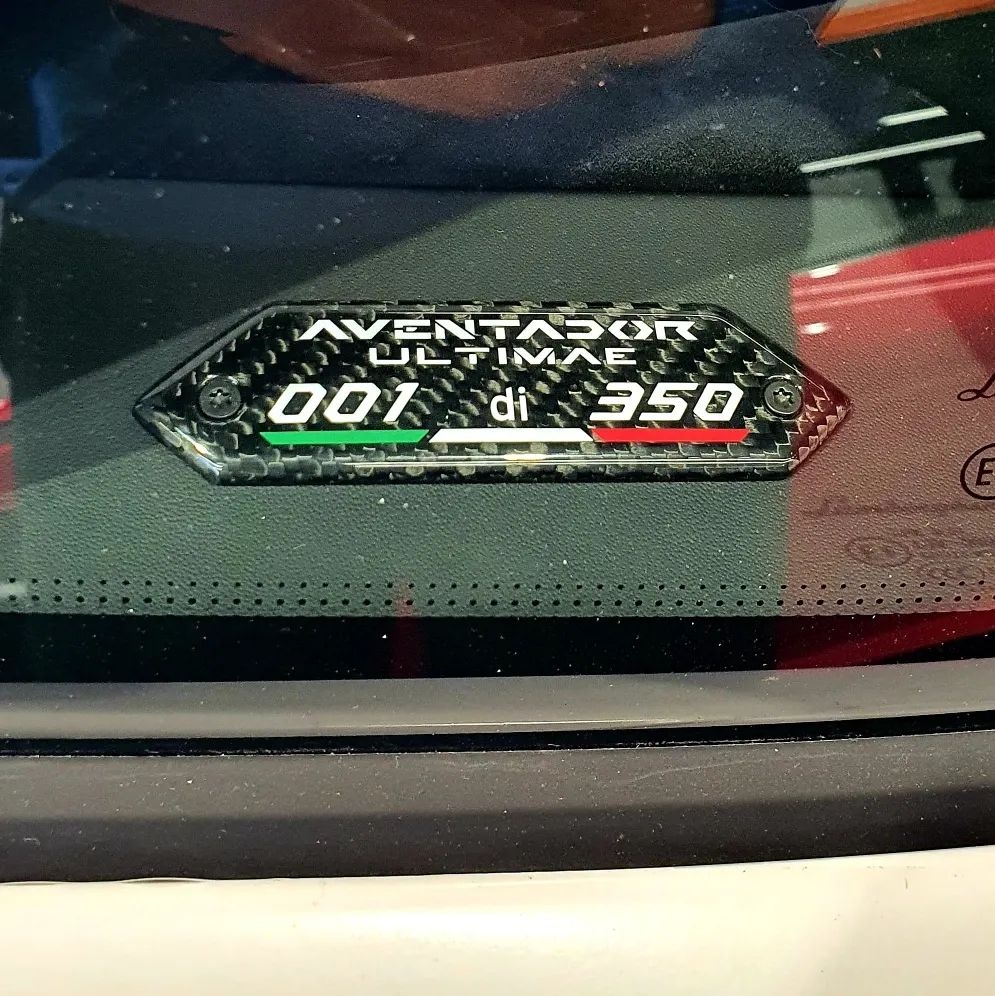 AVENTADOR
ULTIMAE
001 di 350
E